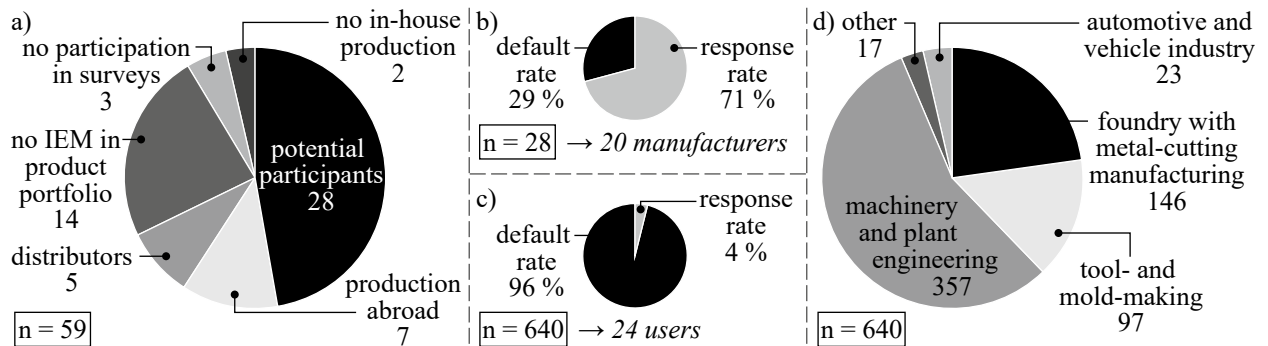 a)
no participation
in surveys
3
no in-house
production
2
no IEM in
product
portfolio
14
potential
participants
28
distributors
5
production
abroad
7
n = 59
b)
default
rate
29 %
response
rate
71 %
n = 28 → 20 manufacturers
c)
default
rate
96 %
response
rate
4 %
n = 640 → 24 users
d)
other
17
automotive and
vehicle industry
23
foundry with
metal-cutting
manufacturing
146
machinery
and plant
engineering
357
tool- and
mold-making
97
n = 640